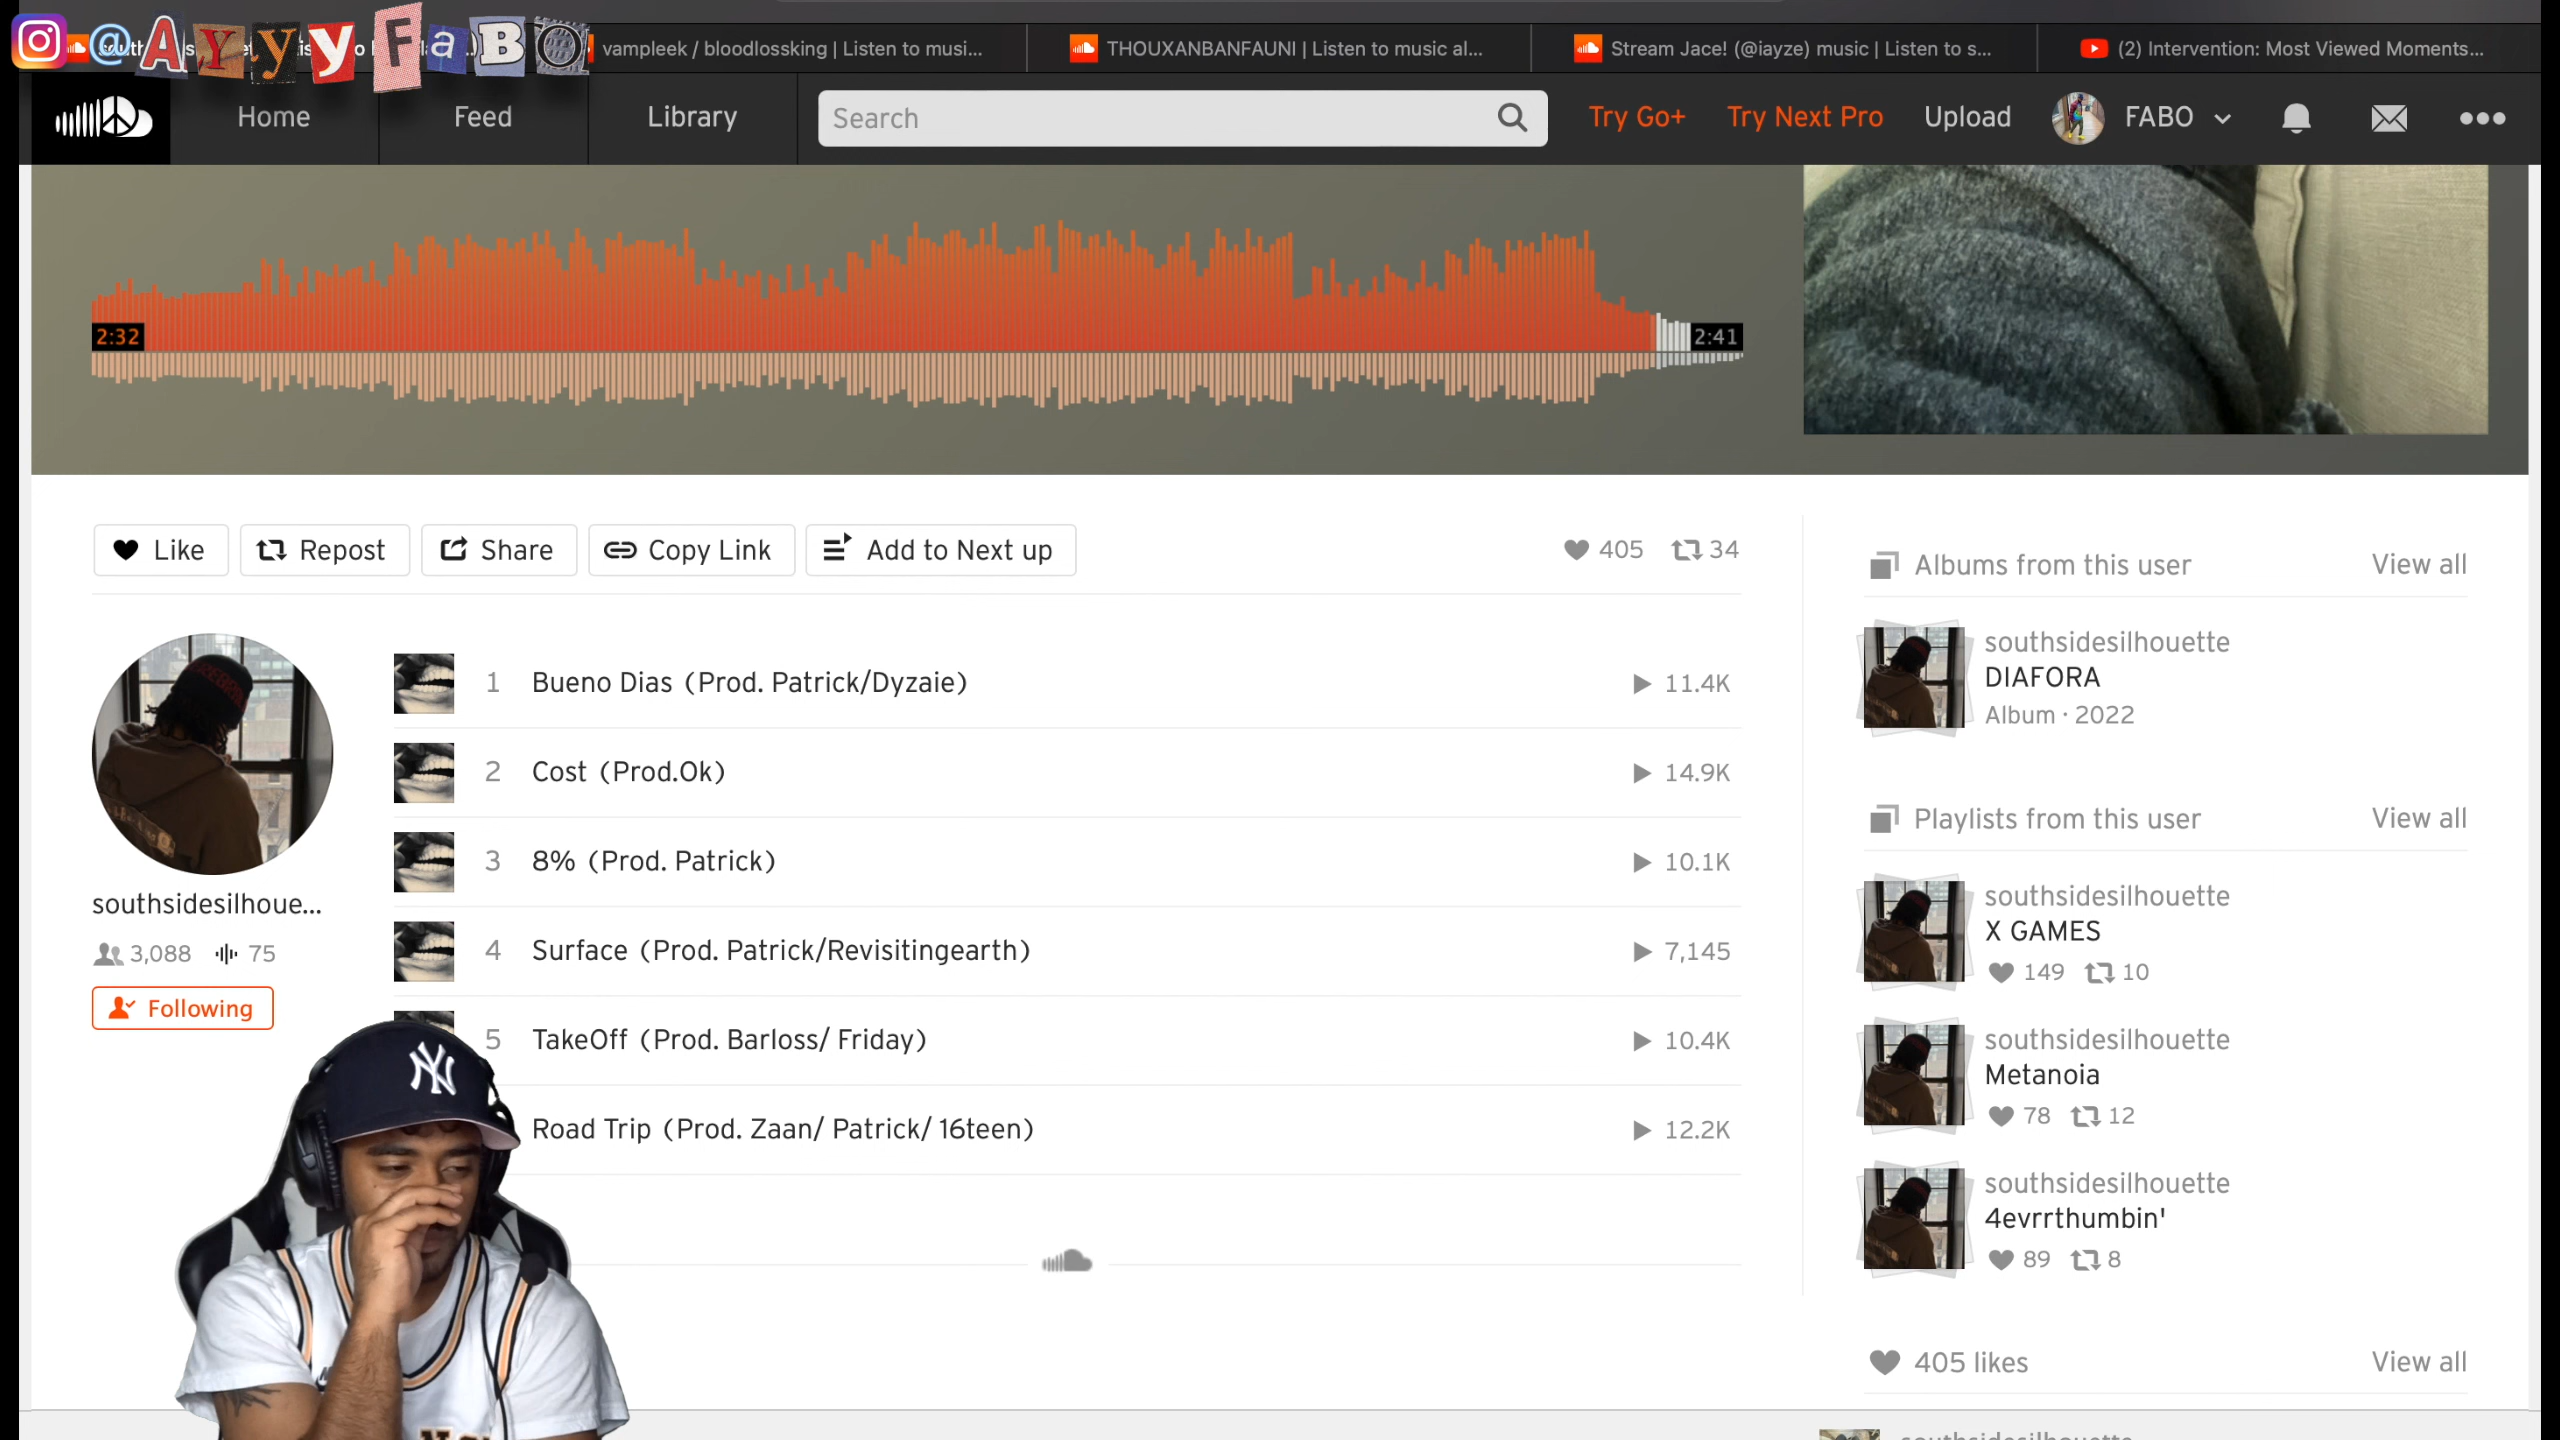 @AYyyFaBO
vampleek / bloodlossking | Listen to musi...
THOUXANBANFAUNI | Listen to music al...
Stream Jace! (@iayze) music | Listen to s...
(2) Intervention: Most Viewed Moments...
Home
Feed
Library
Search
Try Go+
Try Next Pro
Upload
FABO
2:32
2:41
Like
Repost
Share
Copy Link
Add to Next up
405
34
southsidesilhoue...
3,088
75
Following
1 Bueno Dias (Prod. Patrick/Dyzaie) 11.4K
2 Cost (Prod.Ok) 14.9K
3 8% (Prod. Patrick) 10.1K
4 Surface (Prod. Patrick/Revisitingearth) 7,145
5 TakeOff (Prod. Barloss/ Friday) 10.4K
Road Trip (Prod. Zaan/ Patrick/ 16teen) 12.2K
NY
Albums from this user View all
southsidesilhouette
DIAFORA
Album · 2022
Playlists from this user View all
southsidesilhouette
X GAMES
149 10
southsidesilhouette
Metanoia
78 12
southsidesilhouette
4evrrthumbin'
89 8
405 likes View all